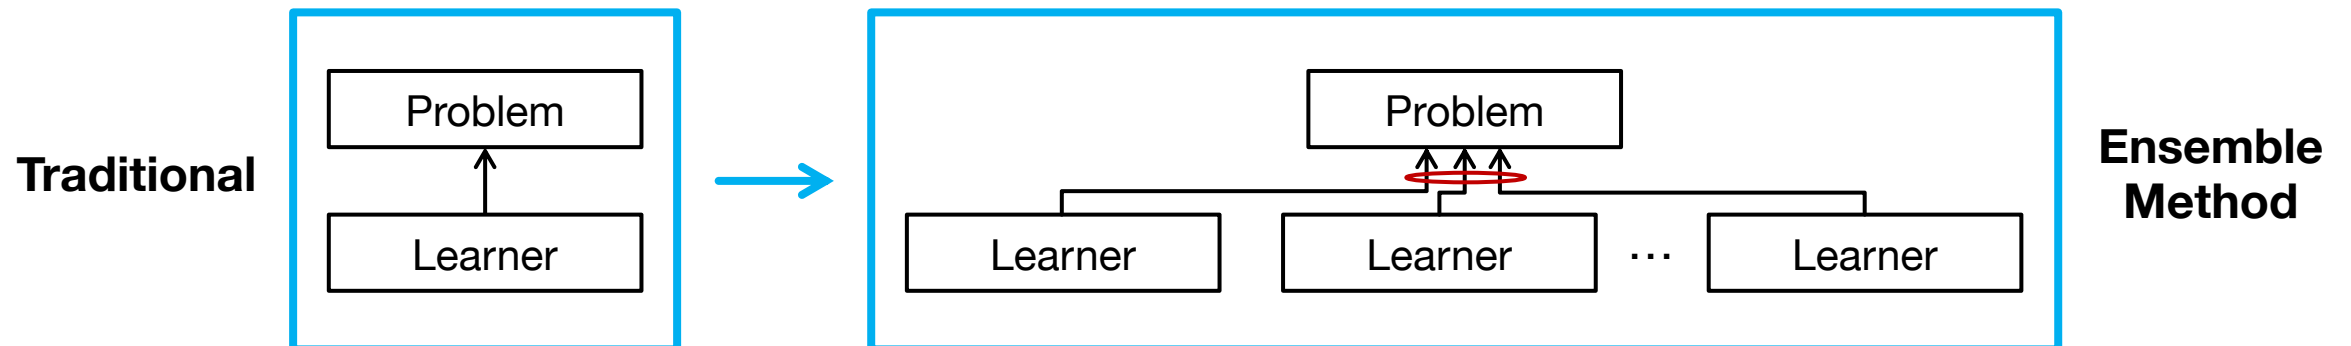 Traditional
Problem
Learner
Problem
Learner
Learner
...
Learner
Ensemble
Method